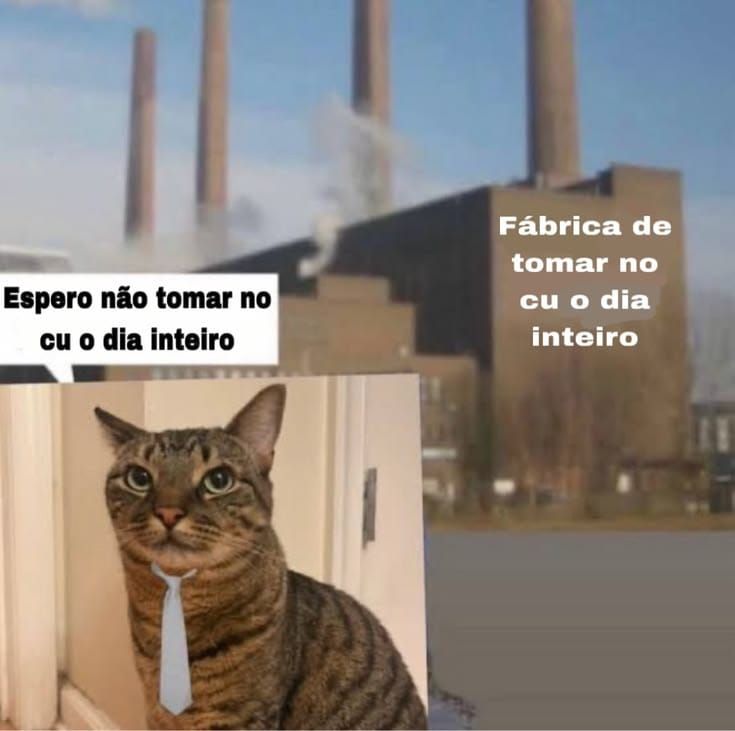 Espero não tomar no
cu o dia inteiro
Fábrica de
tomar no
cu o dia
inteiro